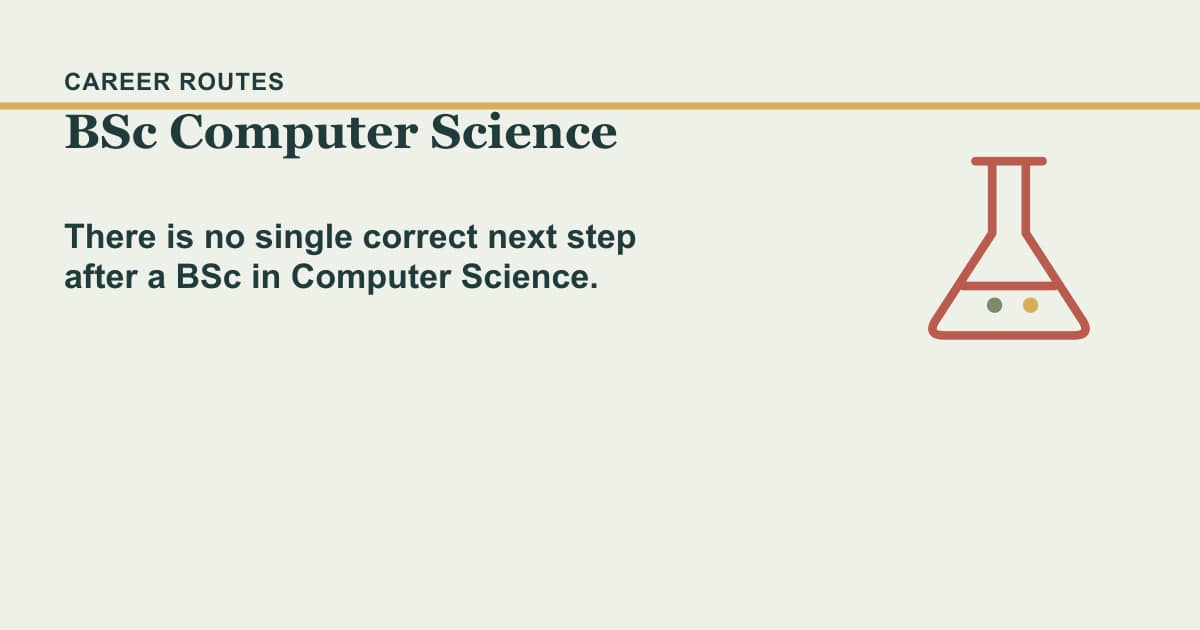 CAREER ROUTES
BSc Computer Science
There is no single correct next step
after a BSc in Computer Science.